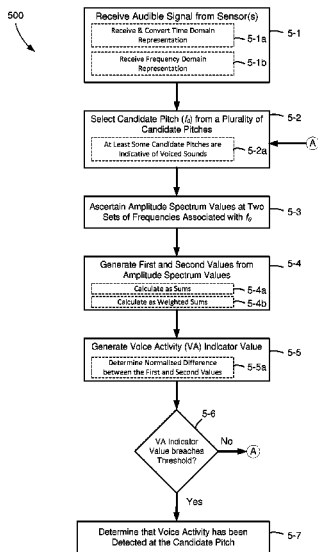 500
Receive Audible Signal from Sensor(s)
5-1
Receive & Convert Time Domain
Representation
5-1a
Receive Frequency Domain
Representation
5-1b
Select Candidate Pitch (f0) from a Plurality of
Candidate Pitches
5-2
At Least Some Candidate Pitches are
Indicative of Voiced Sounds
5-2a
A
Ascertain Amplitude Spectrum Values at Two
Sets of Frequencies Associated with f0
5-3
Generate First and Second Values from
Amplitude Spectrum Values
5-4
Calculate as Sums
5-4a
Calculate as Weighted Sums
5-4b
Generate Voice Activity (VA) Indicator Value
5-5
Determine Normalized Difference
between the First and Second Values
5-5a
5-6
VA Indicator
Value breaches
Threshold?
No
A
Yes
Determine that Voice Activity has been
Detected at the Candidate Pitch
5-7